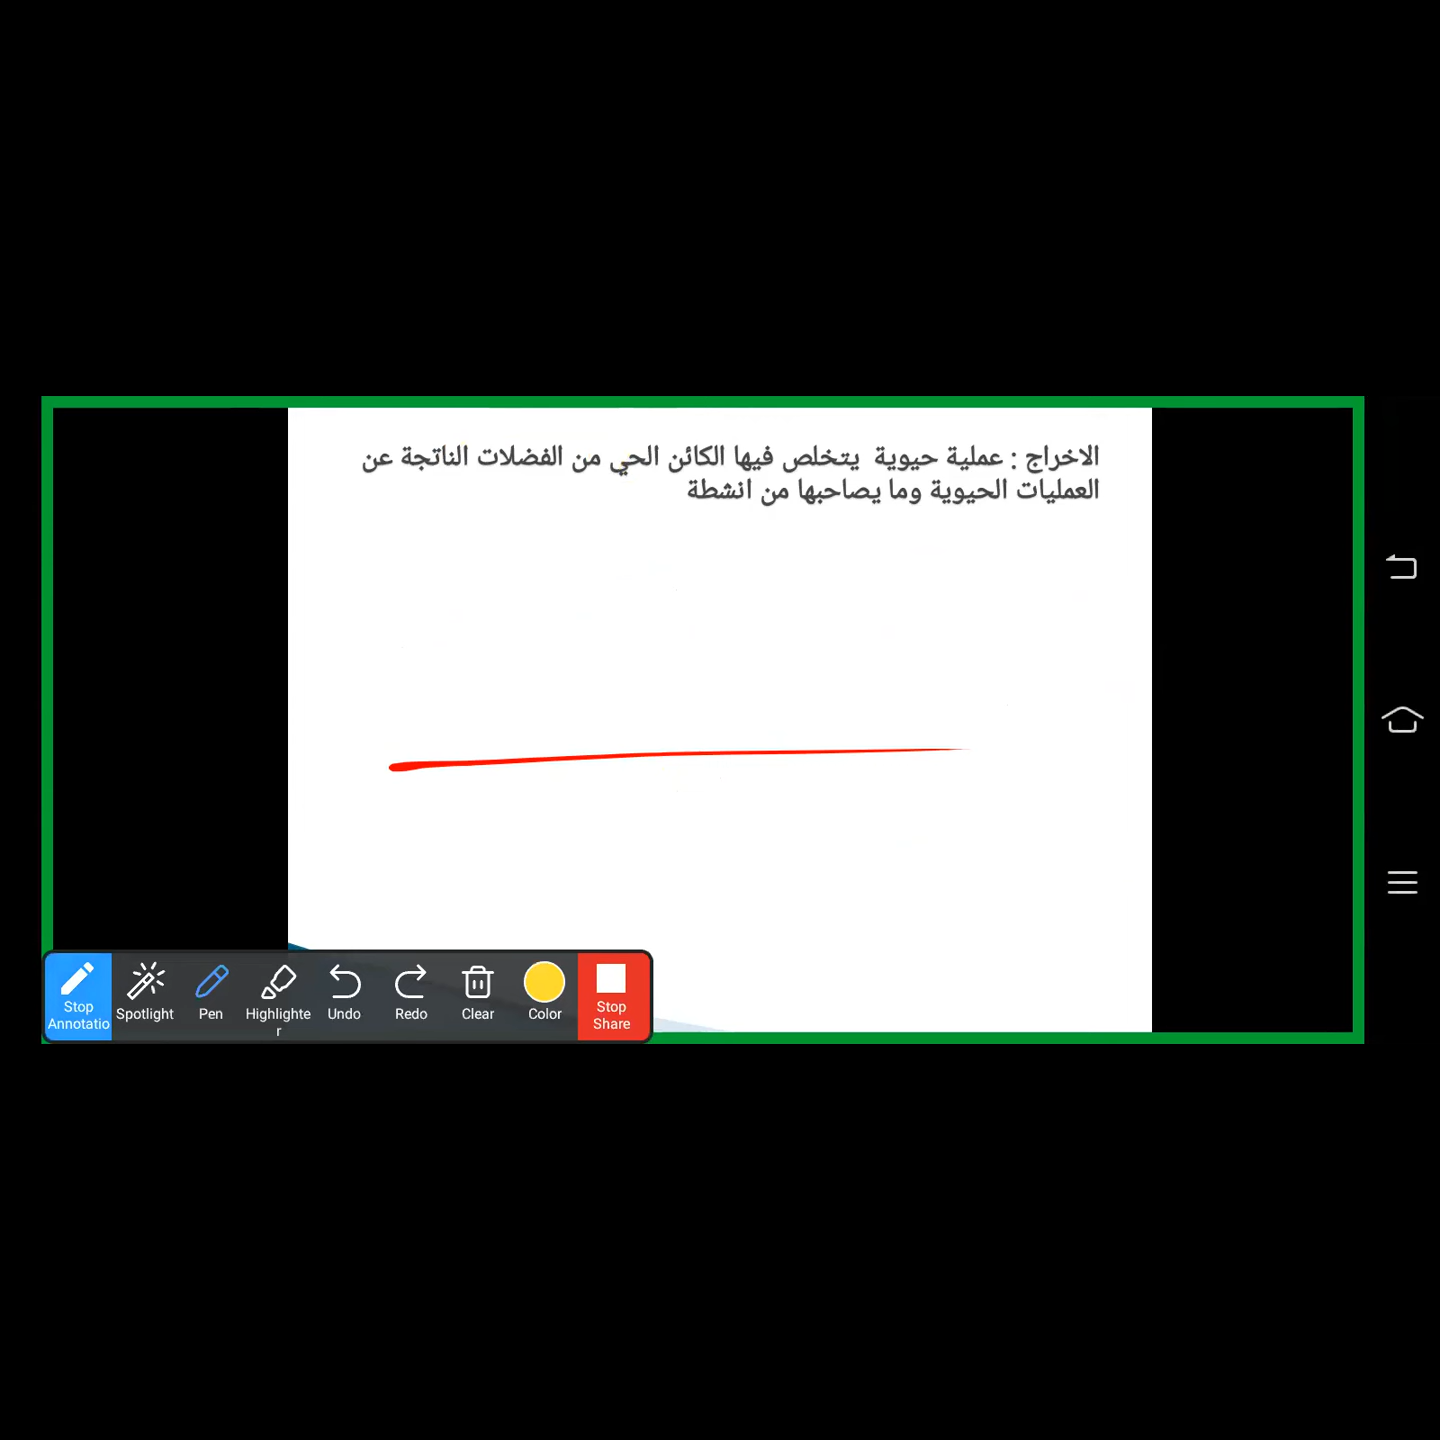 الاخراج : عملية حيوية يتخلص فيها الكائن الحي من الفضلات الناتجة عن
العمليات الحيوية وما يصاحبها من انشطة
Stop
Annotatio
Spotlight
Pen
Highlighte
r
Undo
Redo
Clear
Color
Stop
Share